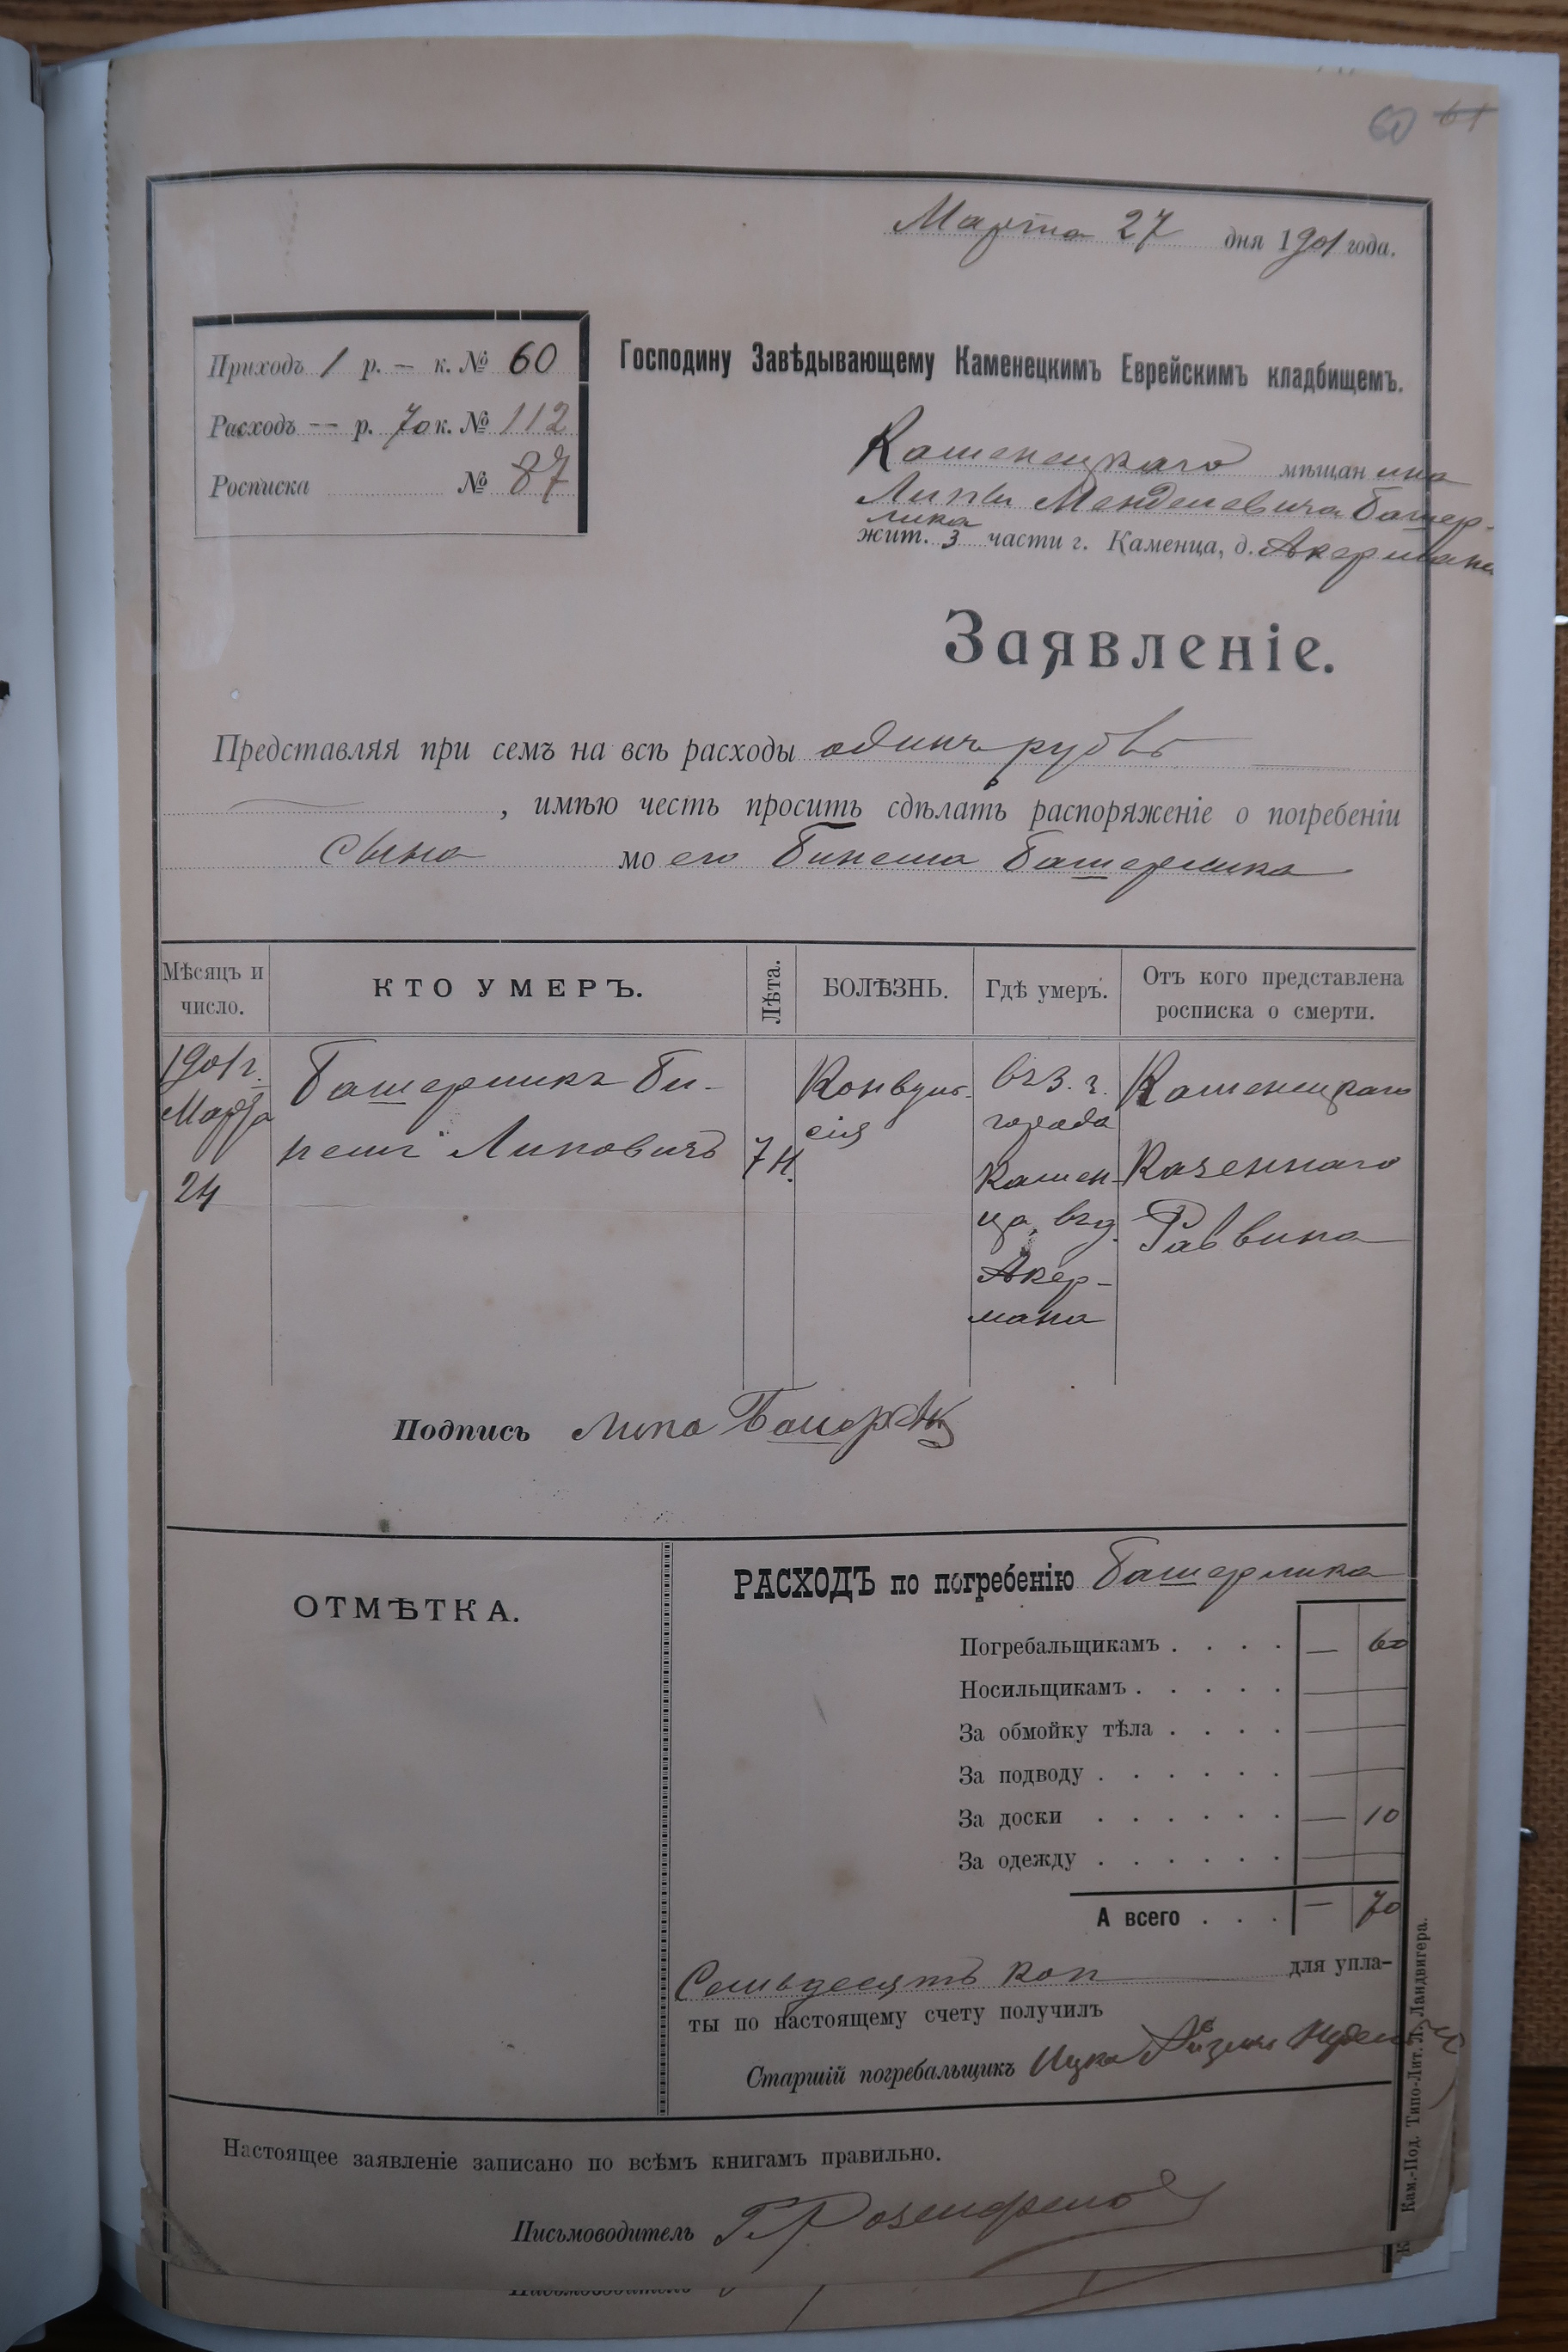 60 61
Марта 27 дня 1901 года.
Приходъ 1 р. — к. № 60
Расходъ — р. 70 к. № 112
Росписка № 87
Господину Завѣдывающему Каменецкимъ Еврейскимъ кладбищемъ.
Каменецкаго мѣщанина
Липы Менделевича Башер-
лика
жит. 3 части г. Каменца, д. Акермана
Заявленіе.
Представляя при семъ на всѣ расходы одинъ рубль
, имѣю честь просить сдѣлать распоряженіе о погребеніи
сына моего Бинеша Башерлика
Мѣсяцъ и число.
КТО УМЕРЪ.
Лѣта.
БОЛѢЗНЬ.
Гдѣ умеръ.
Отъ кого представлена росписка о смерти.
1901 г.
Марта
24
Башерликъ Би-
нешъ Липовичъ
7 н.
Конвуль-
сія
въ 3. ч.
города
Камен-
ца, въ д.
Акер-
мана
Каменецкаго
Казеннаго
Раввина
Подпись Липа
ОТМѢТКА.
РАСХОДЪ по погребенію Башерлика
Погребальщикамъ . . . . — 60
Носильщикамъ . . . . .
За обмойку тѣла . . . .
За подводу . . . . . .
За доски . . . . . . — 10
За одежду . . . . . .
А всего . . . — 70
Семьдесятъ коп для упла-
ты по настоящему счету получилъ
Старшій погребальщикъ Ицко Айзикъ
Настоящее заявленіе записано по всѣмъ книгамъ правильно.
Письмоводитель Г. Розенфельд
Кам.-Под. Типо-Лит. Л. Ландвигера.